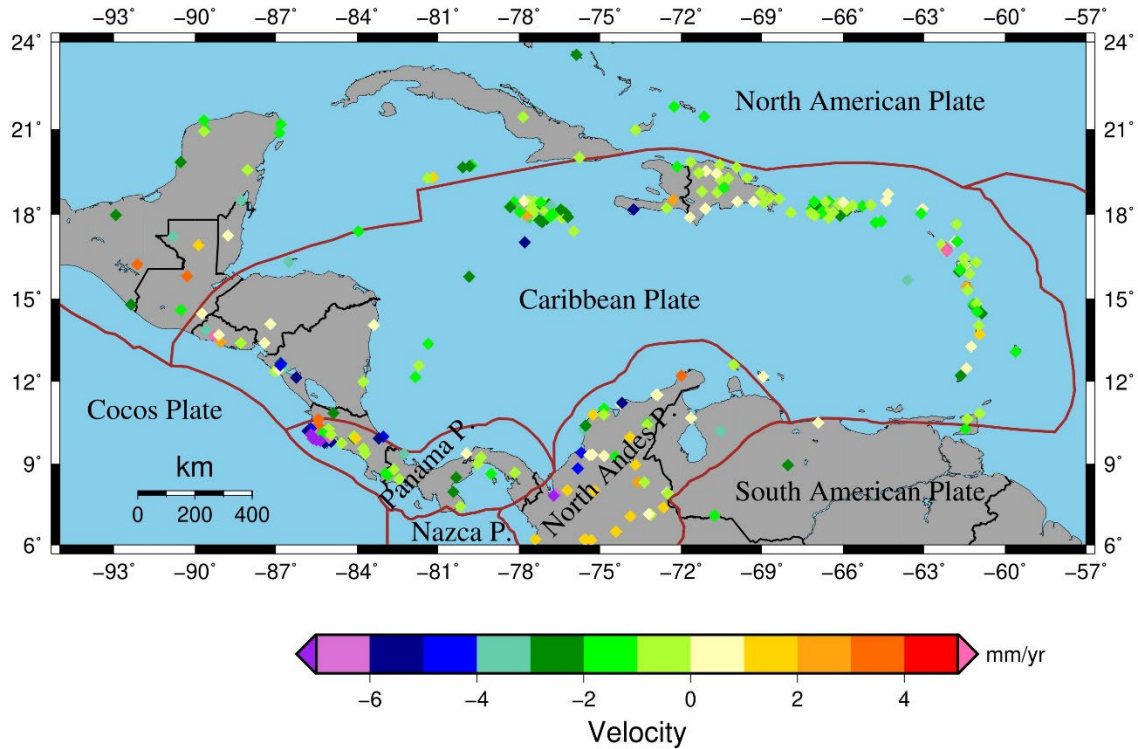 −93° −90° −87° −84° −81° −78° −75° −72° −69° −66° −63° −60° −57°
24° 24°
North American Plate
21° 21°
18° 18°
Caribbean Plate
15° 15°
12° 12°
Cocos Plate
Panama P.
North Andes P.
km
9° 9°
South American Plate
0 200 400
Nazca P.
6° 6°
−93° −90° −87° −84° −81° −78° −75° −72° −69° −66° −63° −60° −57°
mm/yr
−6 −4 −2 0 2 4
Velocity